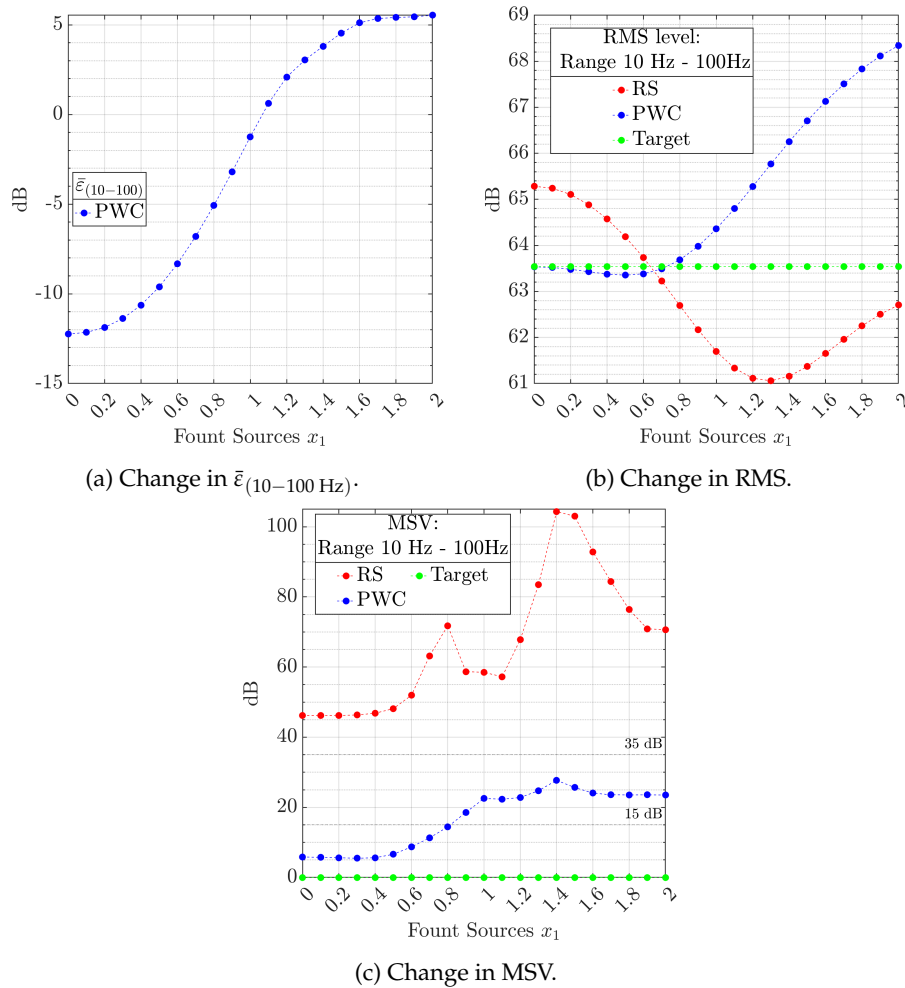 5
0
-5
-10
-15
dB
ε̄(10−100)
PWC
0
0.2
0.4
0.6
0.8
1
1.2
1.4
1.6
1.8
2
Fount Sources x₁
(a) Change in ε̄(10−100 Hz).
69
68
67
66
65
64
63
62
61
dB
RMS level:
Range 10 Hz - 100Hz
RS
PWC
Target
0
0.2
0.4
0.6
0.8
1
1.2
1.4
1.6
1.8
2
Fount Sources x₁
(b) Change in RMS.
100
80
60
40
20
0
dB
MSV:
Range 10 Hz - 100Hz
RS Target
PWC
35 dB
15 dB
0
0.2
0.4
0.6
0.8
1
1.2
1.4
1.6
1.8
2
Fount Sources x₁
(c) Change in MSV.